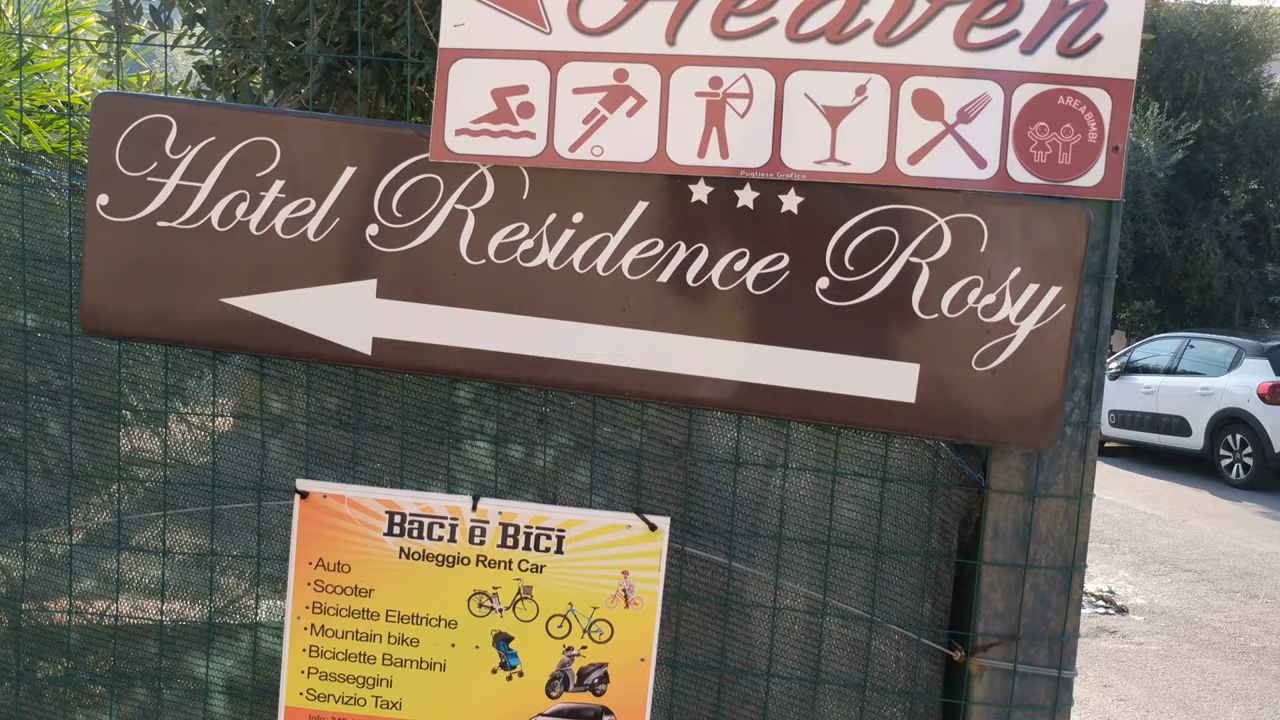 Heaven
AREA BIMBI
Pugliese Grafica
Hotel Residence Rosy
Baci e Bici
Noleggio Rent Car
·Auto
·Scooter
·Biciclette Elettriche
·Mountain bike
·Biciclette Bambini
·Passeggini
·Servizio Taxi